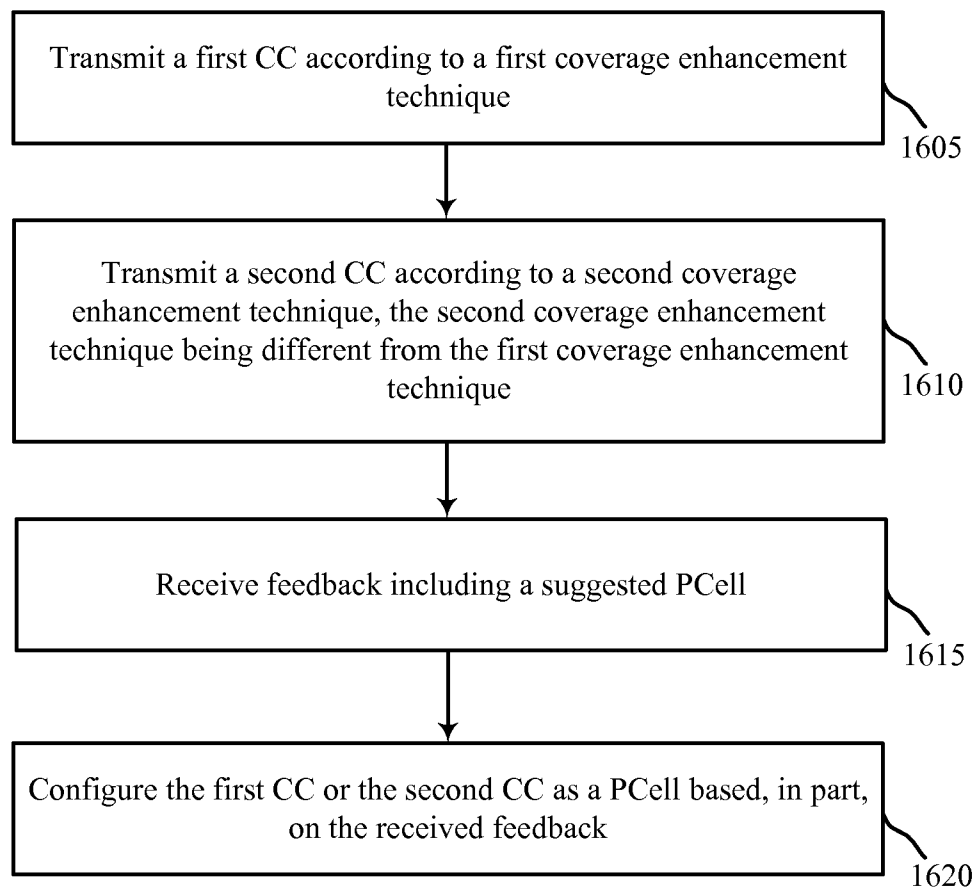 Transmit a first CC according to a first coverage enhancement
technique
1605
Transmit a second CC according to a second coverage
enhancement technique, the second coverage enhancement
technique being different from the first coverage enhancement
technique
1610
Receive feedback including a suggested PCell
1615
Configure the first CC or the second CC as a PCell based, in part,
on the received feedback
1620